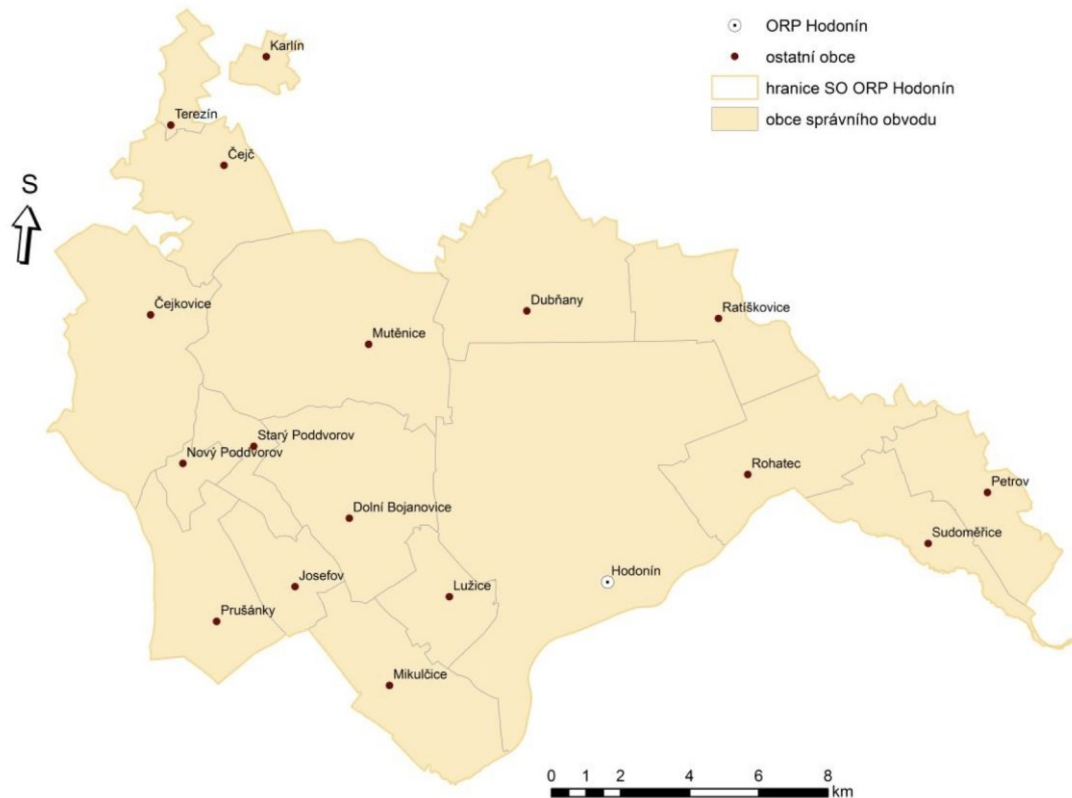 Karlín
ORP Hodonín
ostatní obce
hranice SO ORP Hodonín
obce správního obvodu
Terezín
Čejč
S
Čejkovice
Dubňany
Ratíškovice
Mutěnice
Starý Poddvorov
Nový Poddvorov
Rohatec
Petrov
Dolní Bojanovice
Sudoměřice
Hodonín
Josefov
Lužice
Prušánky
Mikulčice
0 1 2 4 6 8
km